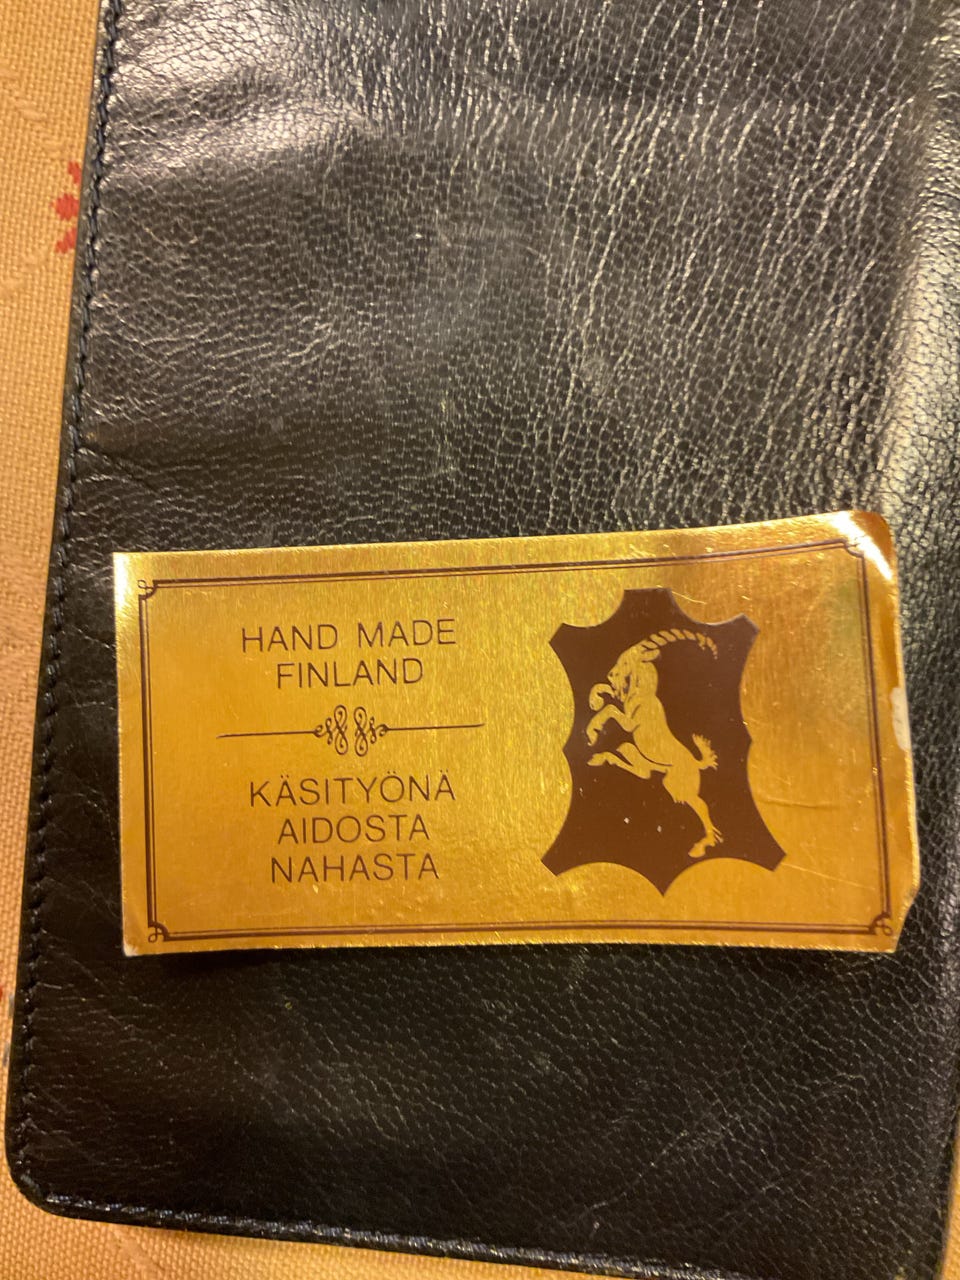 HAND MADE
FINLAND
KÄSITYÖNÄ
AIDOSTA
NAHASTA